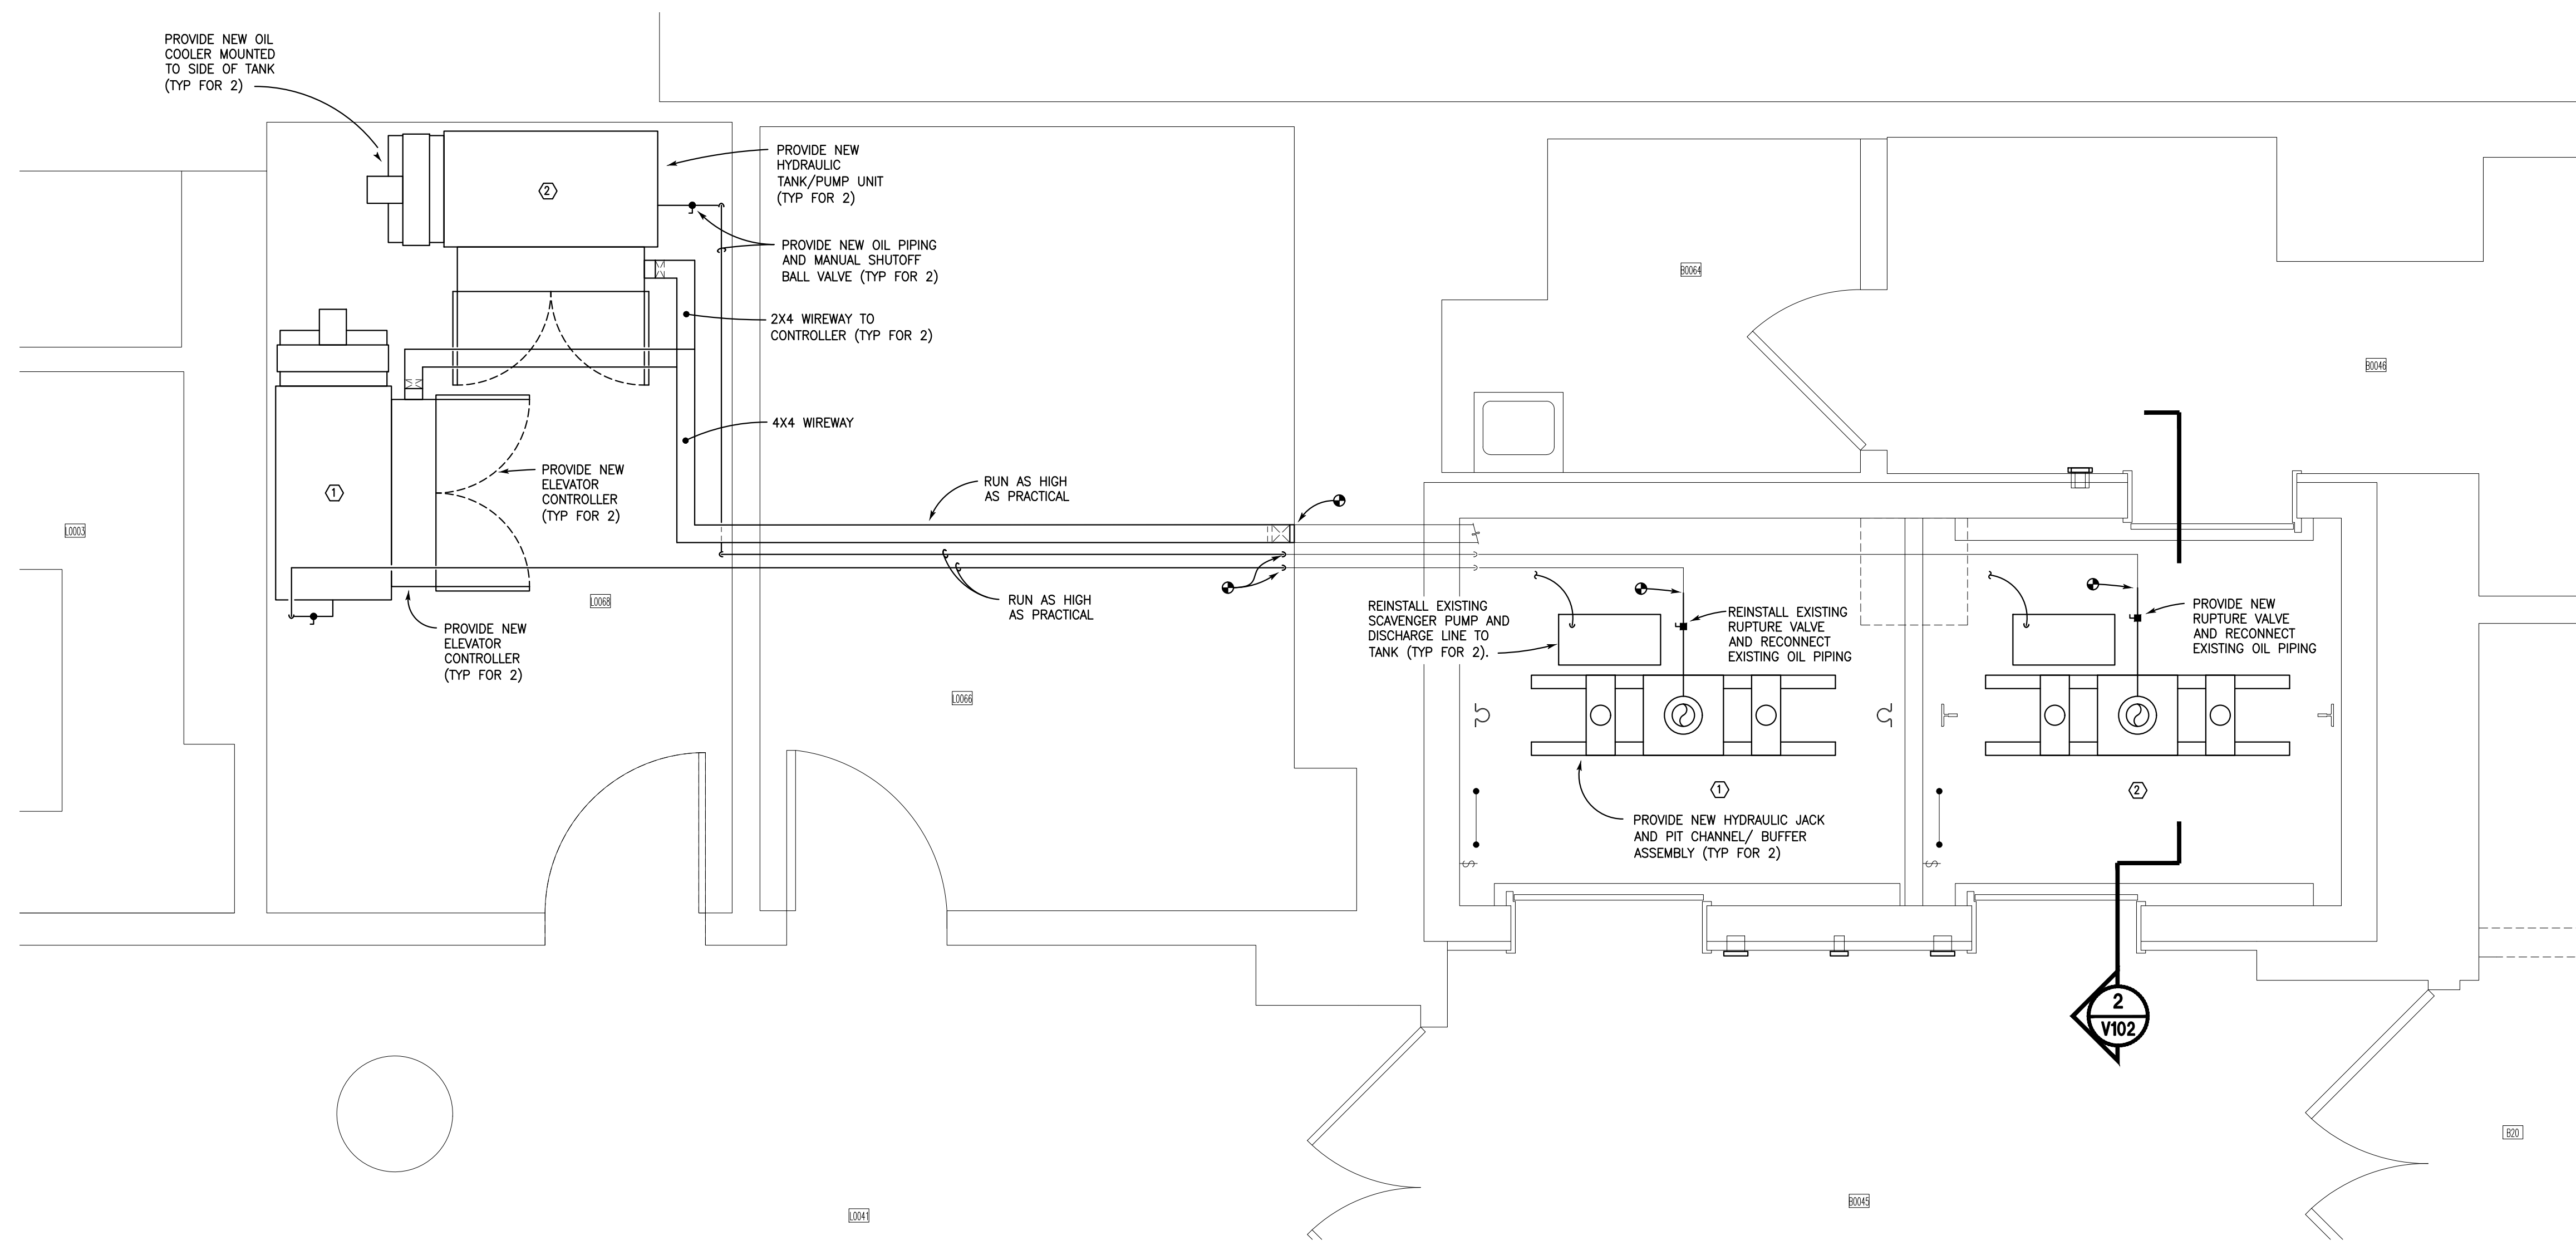 PROVIDE NEW OIL
COOLER MOUNTED
TO SIDE OF TANK
(TYP FOR 2)
2
PROVIDE NEW
HYDRAULIC
TANK/PUMP UNIT
(TYP FOR 2)
PROVIDE NEW OIL PIPING
AND MANUAL SHUTOFF
BALL VALVE (TYP FOR 2)
2X4 WIREWAY TO
CONTROLLER (TYP FOR 2)
4X4 WIREWAY
1
PROVIDE NEW
ELEVATOR
CONTROLLER
(TYP FOR 2)
PROVIDE NEW
ELEVATOR
CONTROLLER
(TYP FOR 2)
L0003
L0068
RUN AS HIGH
AS PRACTICAL
RUN AS HIGH
AS PRACTICAL
L0066
B0064
B0046
REINSTALL EXISTING
SCAVENGER PUMP AND
DISCHARGE LINE TO
TANK (TYP FOR 2).
REINSTALL EXISTING
RUPTURE VALVE
AND RECONNECT
EXISTING OIL PIPING
PROVIDE NEW
RUPTURE VALVE
AND RECONNECT
EXISTING OIL PIPING
1
2
PROVIDE NEW HYDRAULIC JACK
AND PIT CHANNEL/ BUFFER
ASSEMBLY (TYP FOR 2)
2
V102
B20
B0045
L0041